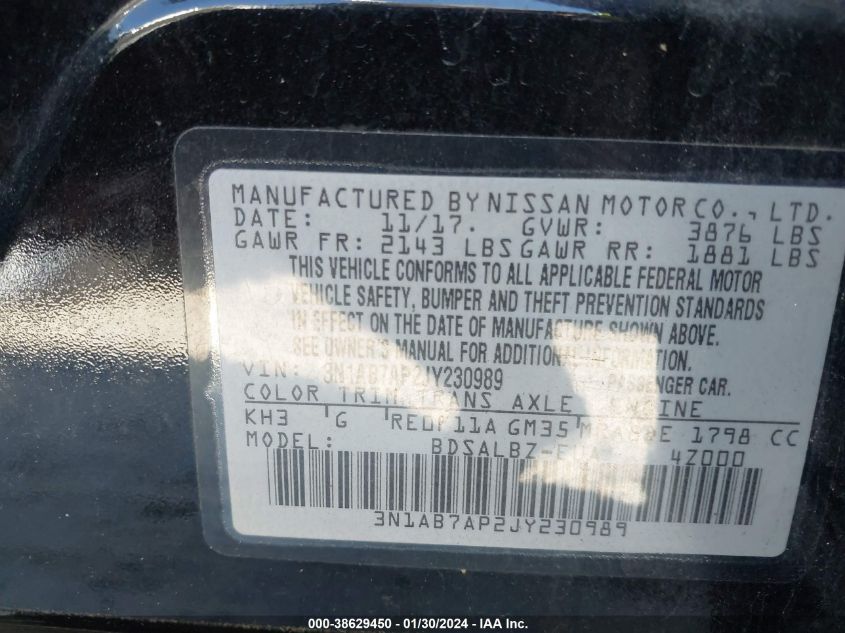 MANUFACTURED BY NISSAN MOTOR CO., LTD.
DATE: 11/17. GVWR: 3876 LBS
GAWR FR: 2143 LBS GAWR RR: 1881 LBS
THIS VEHICLE CONFORMS TO ALL APPLICABLE FEDERAL MOTOR
VEHICLE SAFETY, BUMPER AND THEFT PREVENTION STANDARDS
IN EFFECT ON THE DATE OF MANUFACTURE SHOWN ABOVE.
SEE OWNER'S MANUAL FOR ADDITIONAL INFORMATION.
VIN: 3N1AB7AP2JY230989 PASSENGER CAR.
COLOR TRIM TRANS AXLE ENGINE
KH3 G RE0F11A GM35 1798 CC
MODEL: 4Z000
3N1AB7AP2JY230989
000-38629450 - 01/30/2024 - IAA Inc.